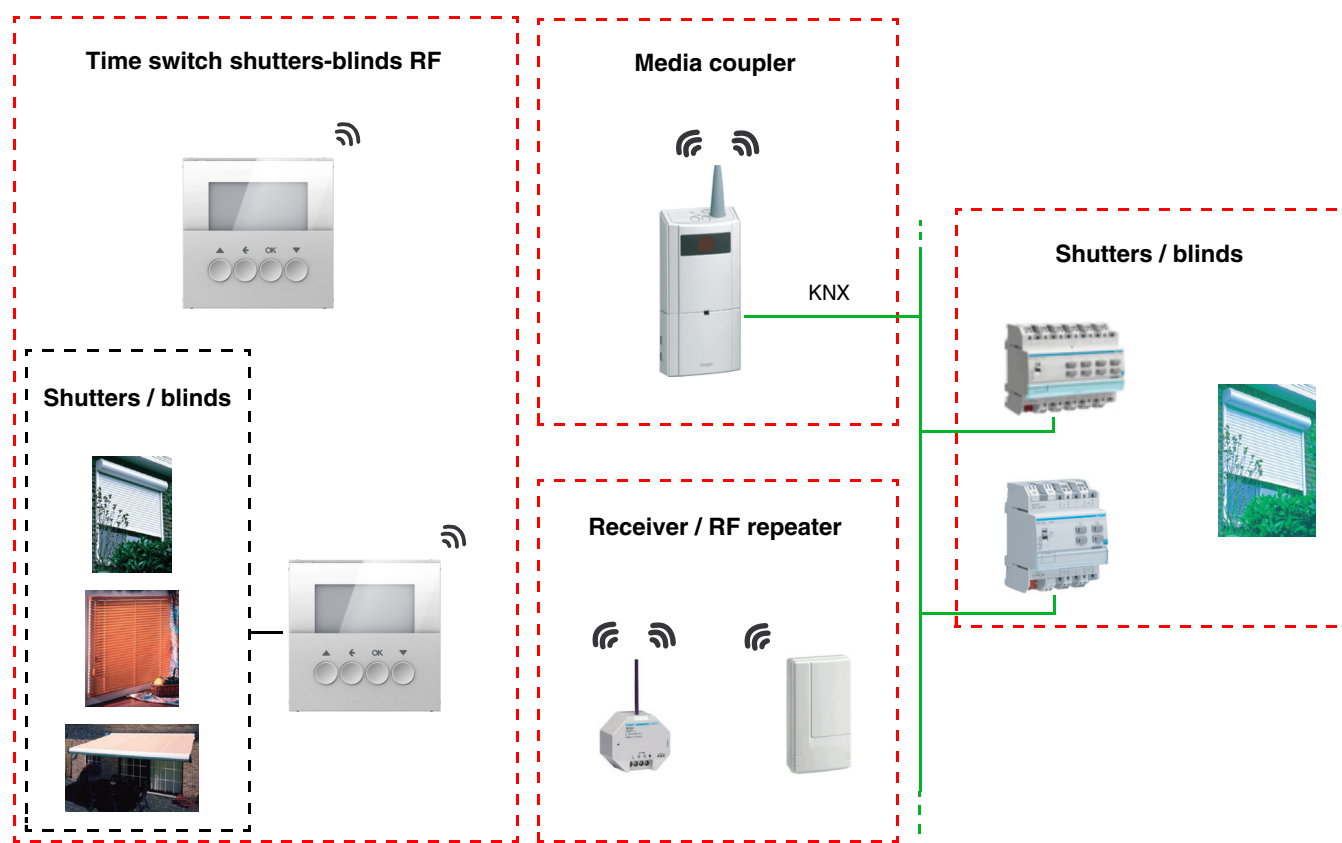 Time switch shutters-blinds RF
OK
Shutters / blinds
OK
Media coupler
KNX
Receiver / RF repeater
Shutters / blinds